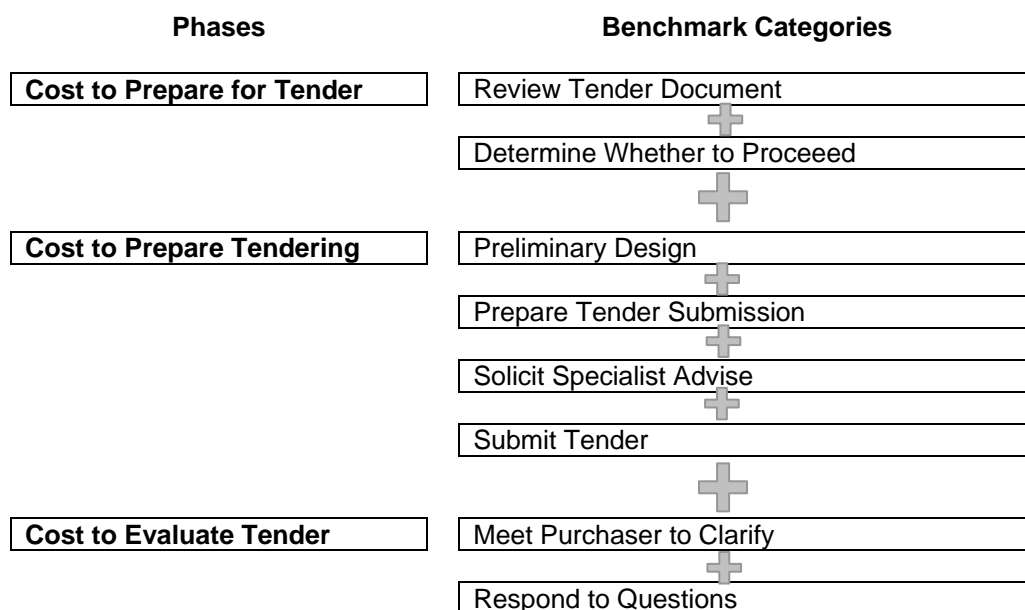 Phases
Benchmark Categories
Cost to Prepare for Tender
Review Tender Document
Determine Whether to Proceeed
Cost to Prepare Tendering
Preliminary Design
Prepare Tender Submission
Solicit Specialist Advise
Submit Tender
Cost to Evaluate Tender
Meet Purchaser to Clarify
Respond to Questions